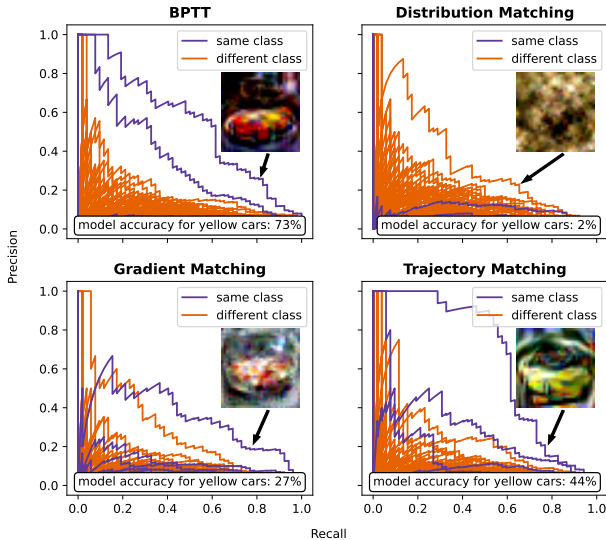 BPTT
1.0
0.8
0.6
0.4
0.2
0.0
same class
different class
model accuracy for yellow cars: 73%
Distribution Matching
same class
different class
model accuracy for yellow cars: 2%
Precision
Gradient Matching
1.0
0.8
0.6
0.4
0.2
0.0
same class
different class
model accuracy for yellow cars: 27%
0.0 0.2 0.4 0.6 0.8 1.0
Trajectory Matching
same class
different class
model accuracy for yellow cars: 44%
0.0 0.2 0.4 0.6 0.8 1.0
Recall